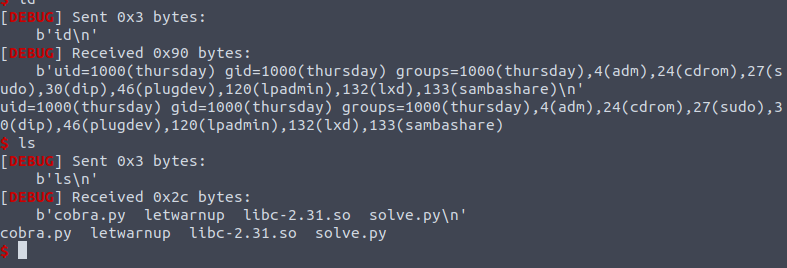 $ id
[DEBUG] Sent 0x3 bytes:
    b'id\n'
[DEBUG] Received 0x90 bytes:
    b'uid=1000(thursday) gid=1000(thursday) groups=1000(thursday),4(adm),24(cdrom),27(s
udo),30(dip),46(plugdev),120(lpadmin),132(lxd),133(sambashare)\n'
uid=1000(thursday) gid=1000(thursday) groups=1000(thursday),4(adm),24(cdrom),27(sudo),3
0(dip),46(plugdev),120(lpadmin),132(lxd),133(sambashare)
$ ls
[DEBUG] Sent 0x3 bytes:
    b'ls\n'
[DEBUG] Received 0x2c bytes:
    b'cobra.py  letwarnup  libc-2.31.so  solve.py\n'
cobra.py  letwarnup  libc-2.31.so  solve.py
$